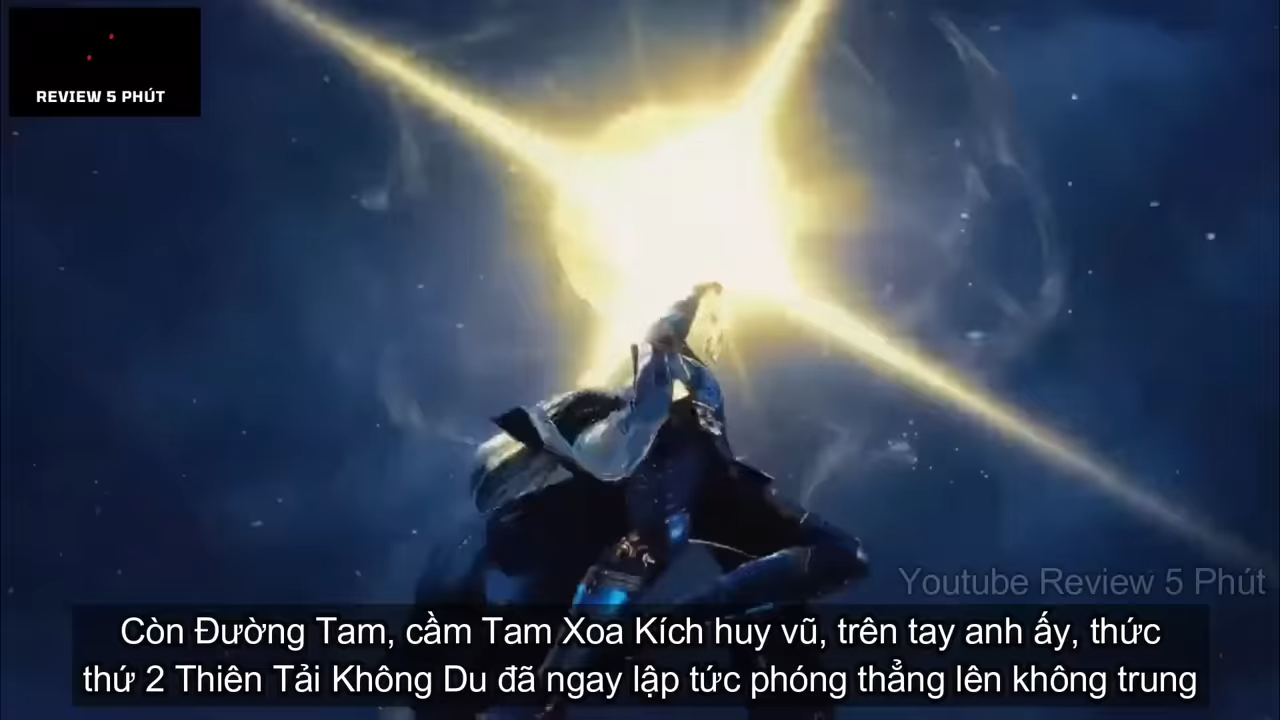 REVIEW 5 PHÚT
Youtube Review 5 Phút
Còn Đường Tam, cầm Tam Xoa Kích huy vũ, trên tay anh ấy, thức
thứ 2 Thiên Tải Không Du đã ngay lập tức phóng thẳng lên không trung